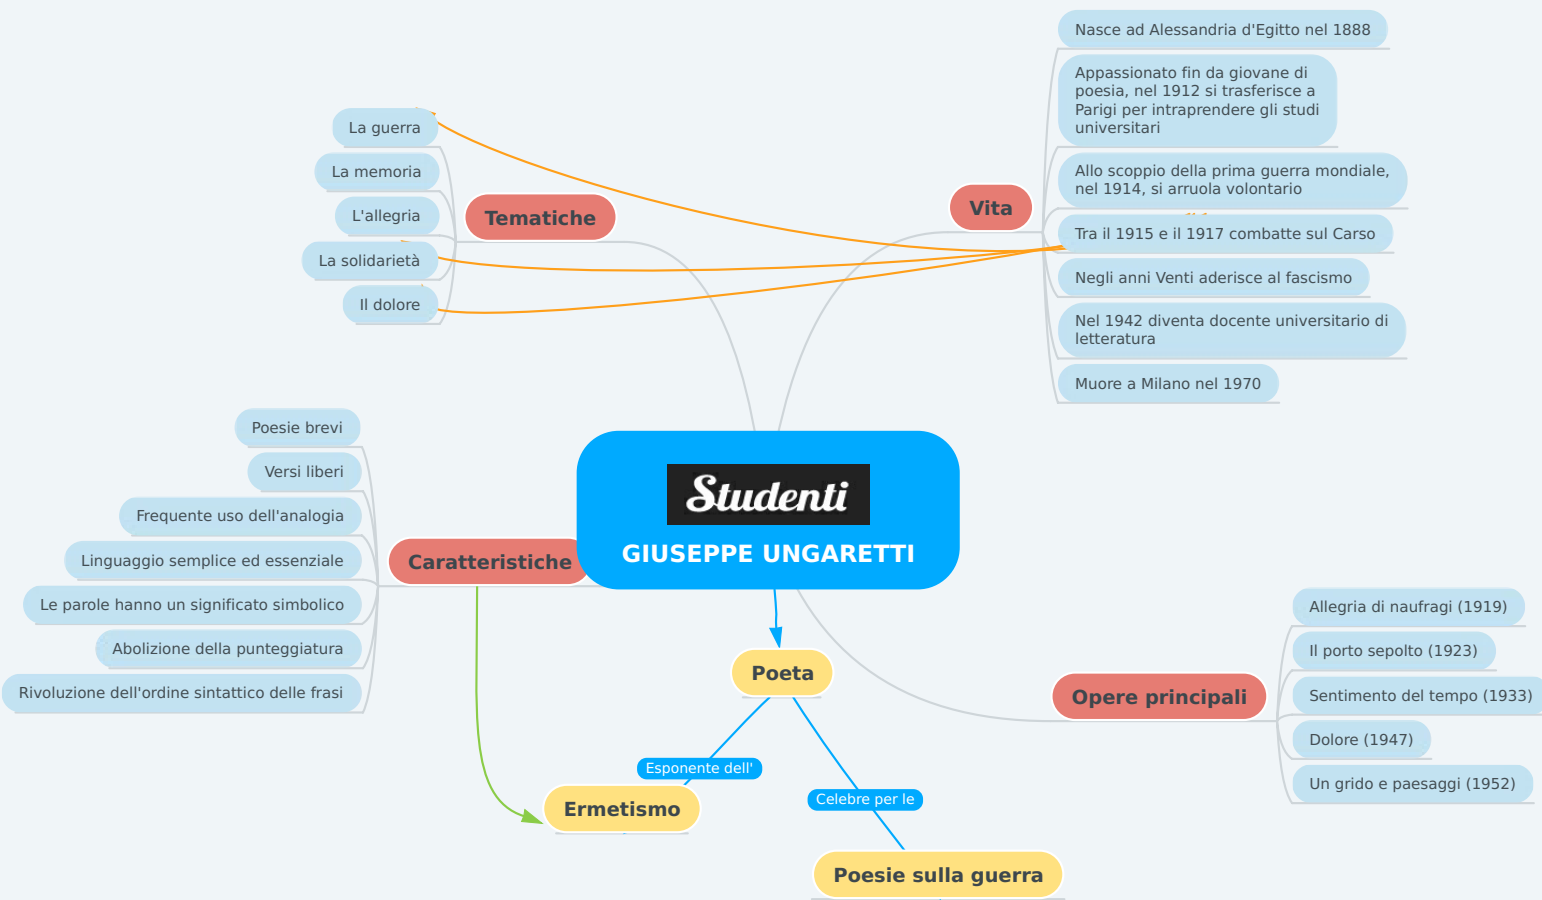 Nasce ad Alessandria d'Egitto nel 1888
Appassionato fin da giovane di
poesia, nel 1912 si trasferisce a
Parigi per intraprendere gli studi
universitari
Allo scoppio della prima guerra mondiale,
nel 1914, si arruola volontario
Tra il 1915 e il 1917 combatte sul Carso
Negli anni Venti aderisce al fascismo
Nel 1942 diventa docente universitario di
letteratura
Muore a Milano nel 1970
Vita
La guerra
La memoria
L'allegria
La solidarietà
Il dolore
Tematiche
Poesie brevi
Versi liberi
Frequente uso dell'analogia
Linguaggio semplice ed essenziale
Le parole hanno un significato simbolico
Abolizione della punteggiatura
Rivoluzione dell'ordine sintattico delle frasi
Caratteristiche
Studenti
GIUSEPPE UNGARETTI
Poeta
Esponente dell'
Ermetismo
Celebre per le
Poesie sulla guerra
Opere principali
Allegria di naufragi (1919)
Il porto sepolto (1923)
Sentimento del tempo (1933)
Dolore (1947)
Un grido e paesaggi (1952)